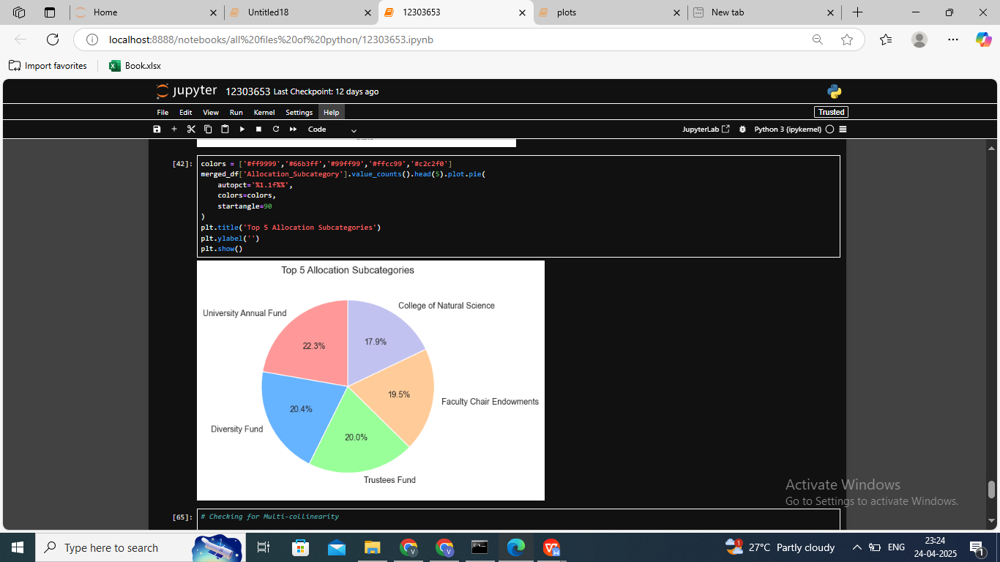 Home
Untitled18
12303653
plots
New tab
localhost:8888/notebooks/all%20files%20of%20python/12303653.ipynb
Import favorites
Book.xlsx
jupyter 12303653 Last Checkpoint: 12 days ago
File Edit View Run Kernel Settings Help
Trusted
Code
JupyterLab
Python 3 (ipykernel)
[42]:
colors = ['#ff9999','#66b3ff','#99ff99','#ffcc99','#c2c2f0']
merged_df['Allocation_Subcategory'].value_counts().head(5).plot.pie(
    autopct='%1.1f%%',
    colors=colors,
    startangle=90
)
plt.title('Top 5 Allocation Subcategories')
plt.ylabel('')
plt.show()
Top 5 Allocation Subcategories
College of Natural Science
University Annual Fund
17.9%
22.3%
19.5%
Faculty Chair Endowments
20.4%
Diversity Fund
20.0%
Trustees Fund
Activate Windows
Go to Settings to activate Windows.
[65]:
# Checking for Multi-collinearity
Type here to search
1
27°C Partly cloudy
ENG
23:24
24-04-2025
1